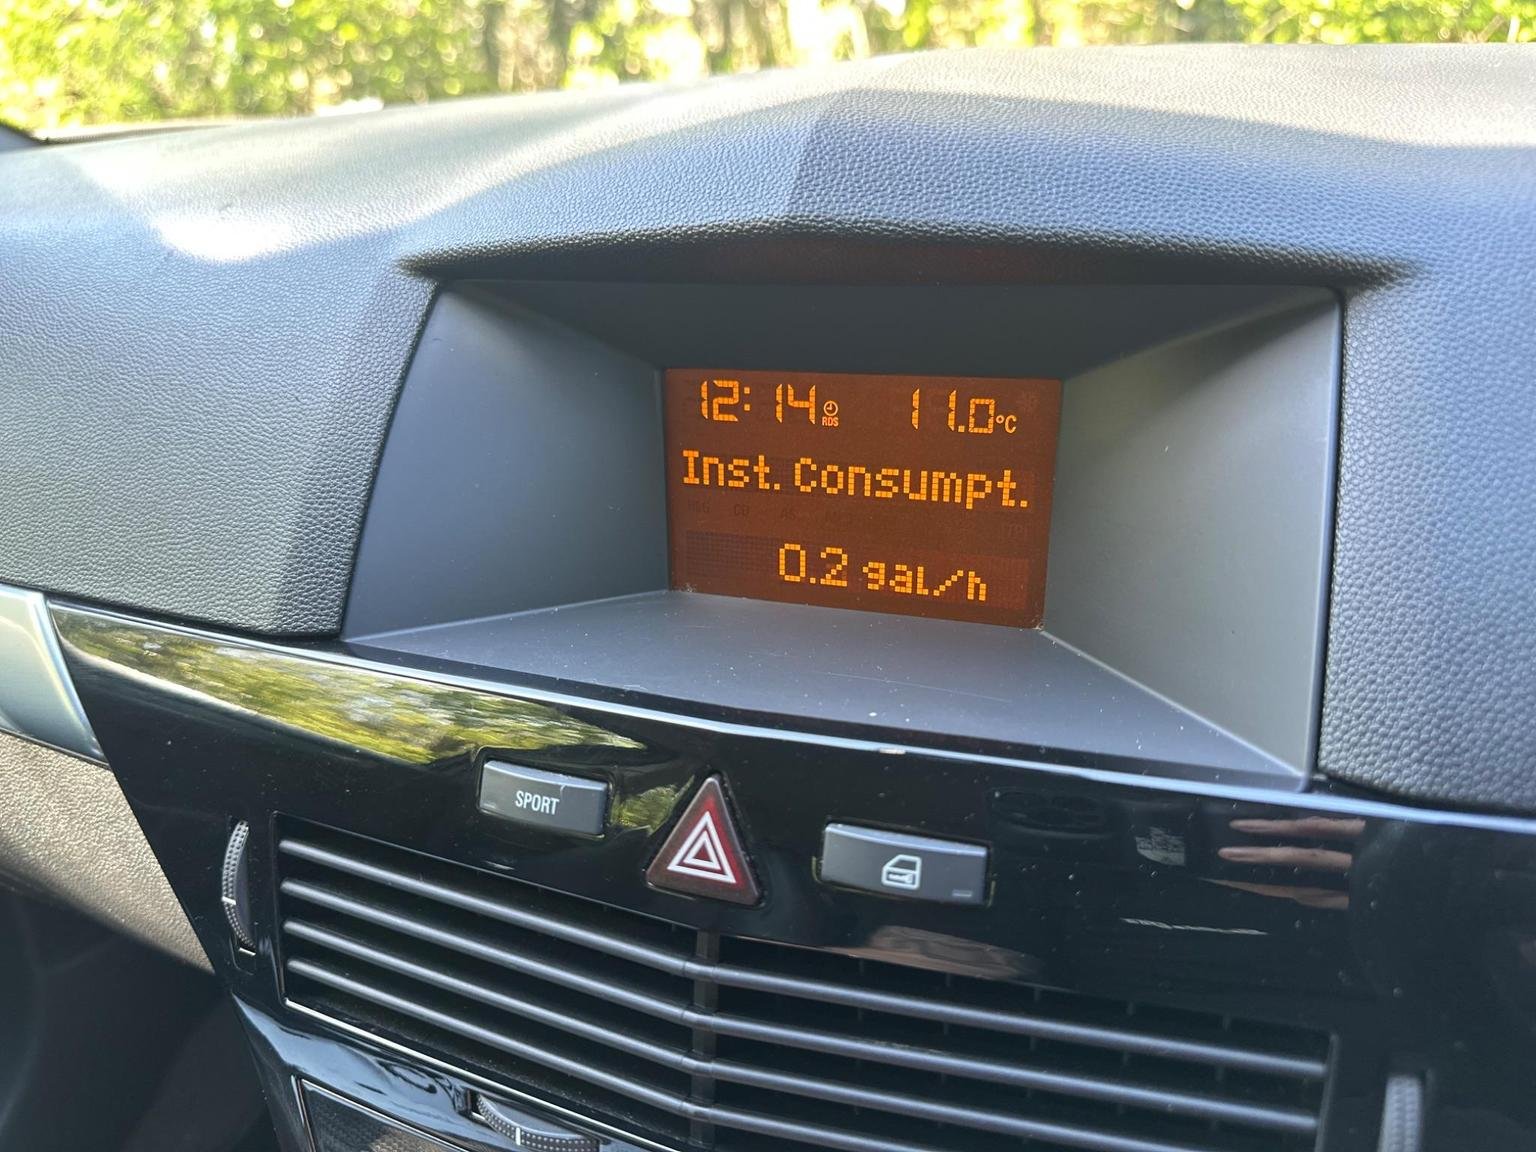 12:14 RDS 11.0°C
Inst. Consumpt.
0.2 gal/h
SPORT